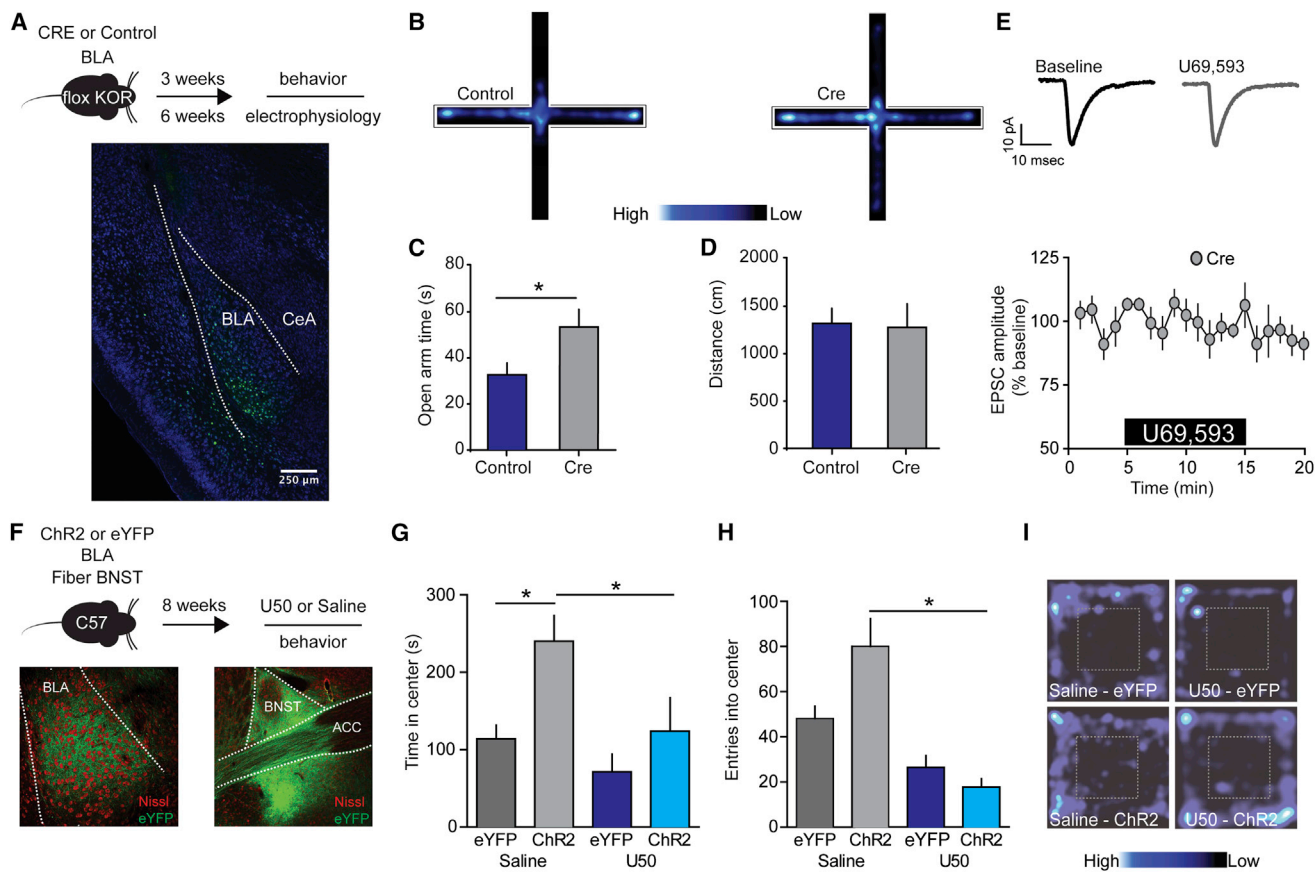 A
CRE or Control
BLA
flox KOR
3 weeks
6 weeks
behavior
electrophysiology
BLA
CeA
250 µm
B
Control
Cre
High
Low
C
Open arm time (s)
80
60
40
20
0
*
Control
Cre
D
Distance (cm)
2000
1500
1000
500
0
Control
Cre
E
Baseline
U69,593
10 pA
10 msec
Cre
EPSC amplitude
(% baseline)
125
100
75
50
U69,593
0
5
10
15
20
Time (min)
F
ChR2 or eYFP
BLA
Fiber BNST
C57
8 weeks
U50 or Saline
behavior
BLA
Nissl
eYFP
BNST
ACC
Nissl
eYFP
G
Time in center (s)
300
200
100
0
*
*
eYFP
ChR2
eYFP
ChR2
Saline
U50
H
Entries into center
100
80
60
40
20
0
*
eYFP
ChR2
eYFP
ChR2
Saline
U50
I
Saline - eYFP
U50 - eYFP
Saline - ChR2
U50 - ChR2
High
Low